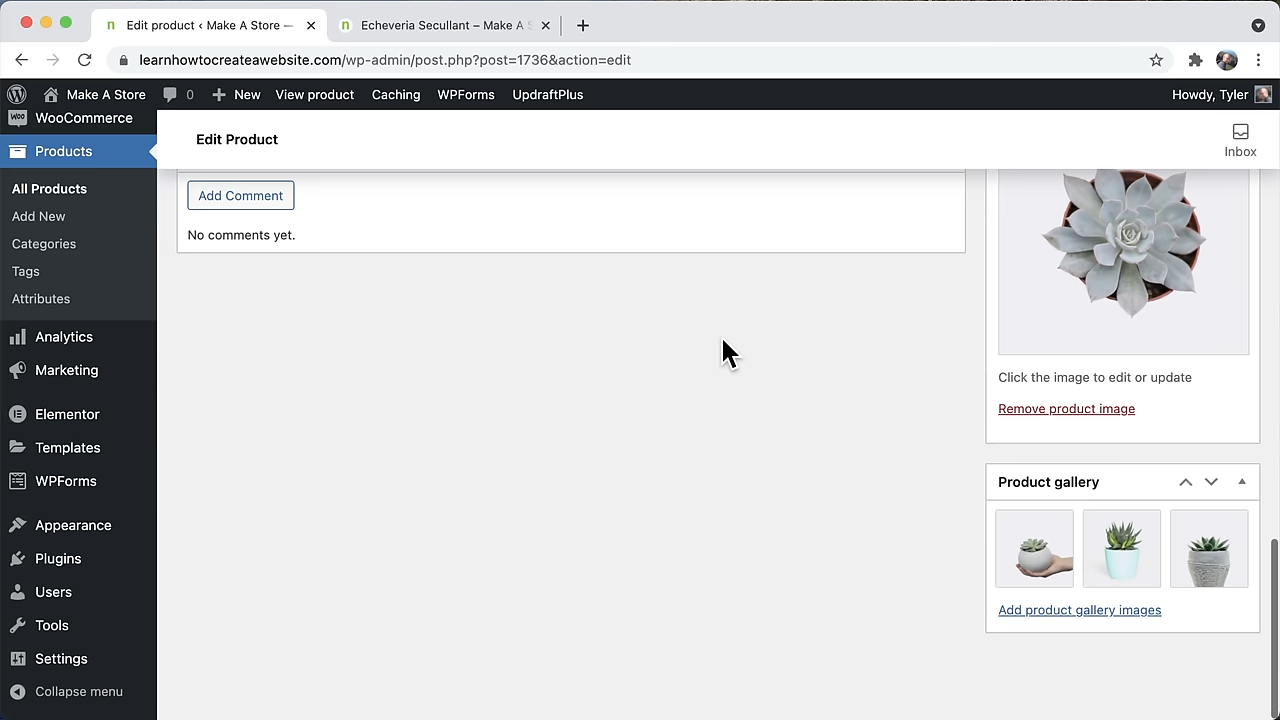 Edit product ‹ Make A Store —
Echeveria Secullant – Make A S
learnhowtocreateawebsite.com/wp-admin/post.php?post=1736&action=edit
Make A Store
0
New
View product
Caching
WPForms
UpdraftPlus
Howdy, Tyler
WOO
WooCommerce
Products
All Products
Add New
Categories
Tags
Attributes
Analytics
Marketing
Elementor
Templates
WPForms
Appearance
Plugins
Users
Tools
Settings
Collapse menu
Edit Product
Inbox
Add Comment
No comments yet.
Click the image to edit or update
Remove product image
Product gallery
Add product gallery images